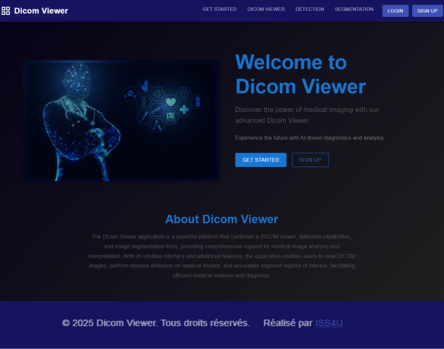 Dicom Viewer
GET STARTED DICOM VIEWER DÉTECTION SEGMENTATION LOGIN SIGN UP
Welcome to
Dicom Viewer
Discover the power of medical imaging with our
advanced Dicom Viewer.
Experience the future with AI-driven diagnostics and analysis.
GET STARTED SIGN UP
About Dicom Viewer
The Dicom Viewer application is a powerful platform that combines a DICOM viewer, detection capabilities,
and image segmentation tools, providing comprehensive support for medical image analysis and
interpretation. With its intuitive interface and advanced features, the application enables users to view DICOM
images, perform disease detection on medical studies, and accurately segment regions of interest, facilitating
efficient medical analysis and diagnosis.
© 2025 Dicom Viewer. Tous droits réservés. Réalisé par ISS4U